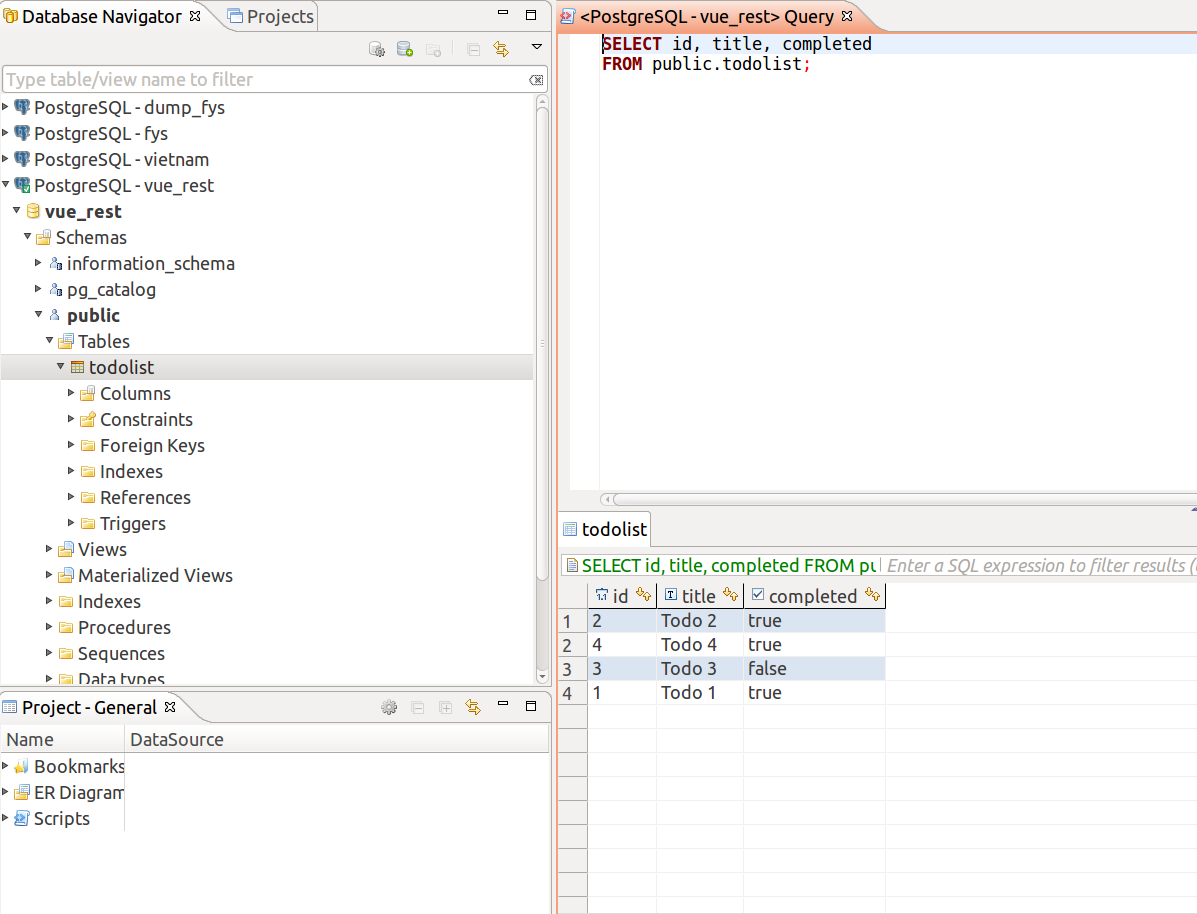 Database Navigator
Projects
Type table/view name to filter
PostgreSQL - dump_fys
PostgreSQL - fys
PostgreSQL - vietnam
PostgreSQL - vue_rest
vue_rest
Schemas
information_schema
pg_catalog
public
Tables
todolist
Columns
Constraints
Foreign Keys
Indexes
References
Triggers
Views
Materialized Views
Indexes
Procedures
Sequences
Data types
Project - General
Name DataSource
Bookmarks
ER Diagram
Scripts
<PostgreSQL - vue_rest> Query
SELECT id, title, completed
FROM public.todolist;
todolist
SELECT id, title, completed FROM pu Enter a SQL expression to filter results (
id title completed
1 2 Todo 2 true
2 4 Todo 4 true
3 3 Todo 3 false
4 1 Todo 1 true